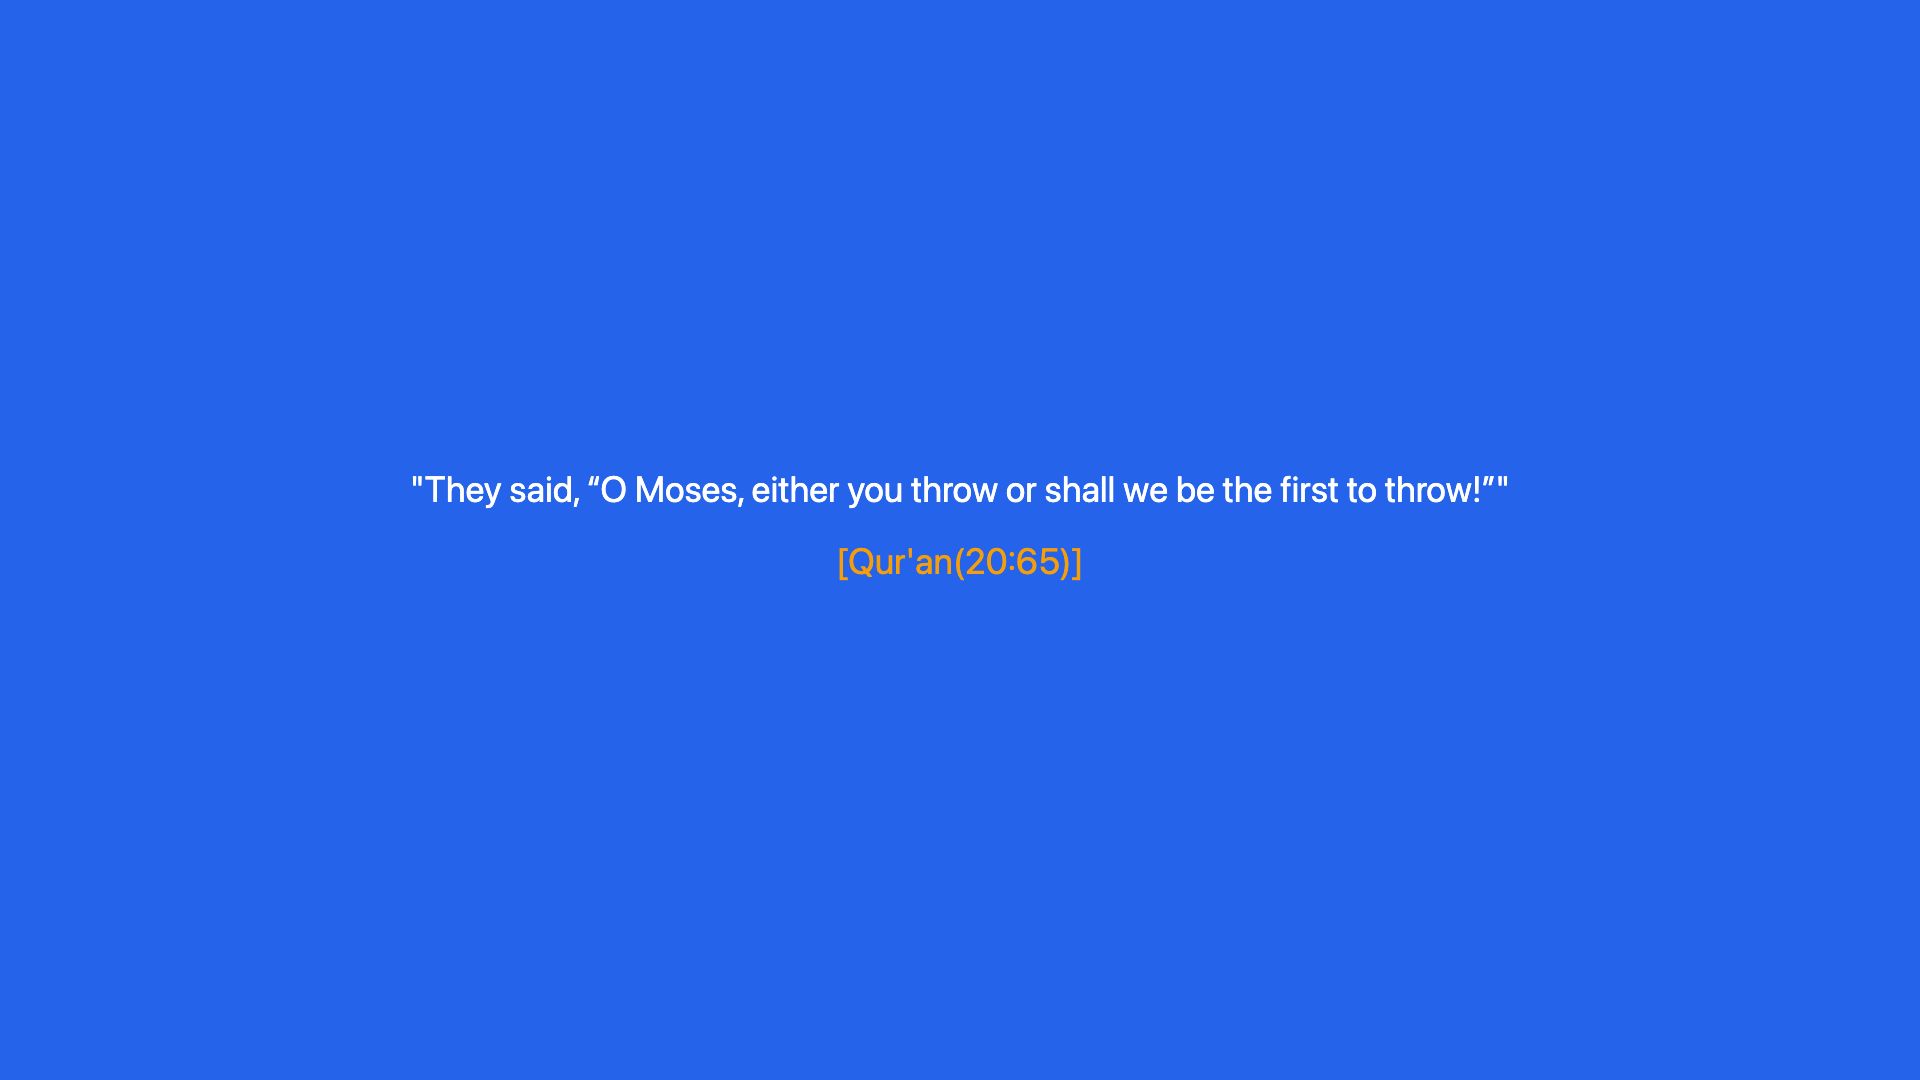 "They said, “O Moses, either you throw or shall we be the first to throw!”"
[Qur'an(20:65)]